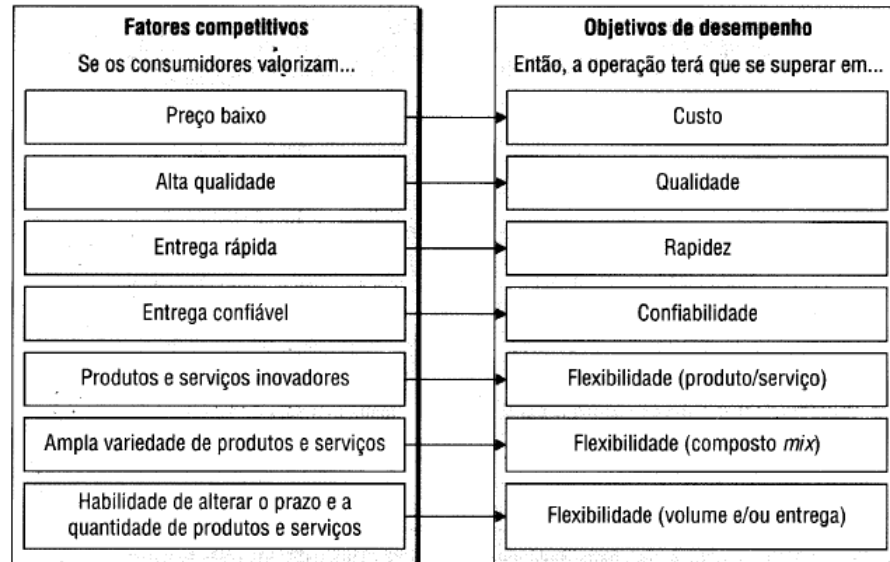 Fatores competitivos
Se os consumidores valorizam...
Preço baixo
Alta qualidade
Entrega rápida
Entrega confiável
Produtos e serviços inovadores
Ampla variedade de produtos e serviços
Habilidade de alterar o prazo e a
quantidade de produtos e serviços
Objetivos de desempenho
Então, a operação terá que se superar em...
Custo
Qualidade
Rapidez
Confiabilidade
Flexibilidade (produto/serviço)
Flexibilidade (composto mix)
Flexibilidade (volume e/ou entrega)